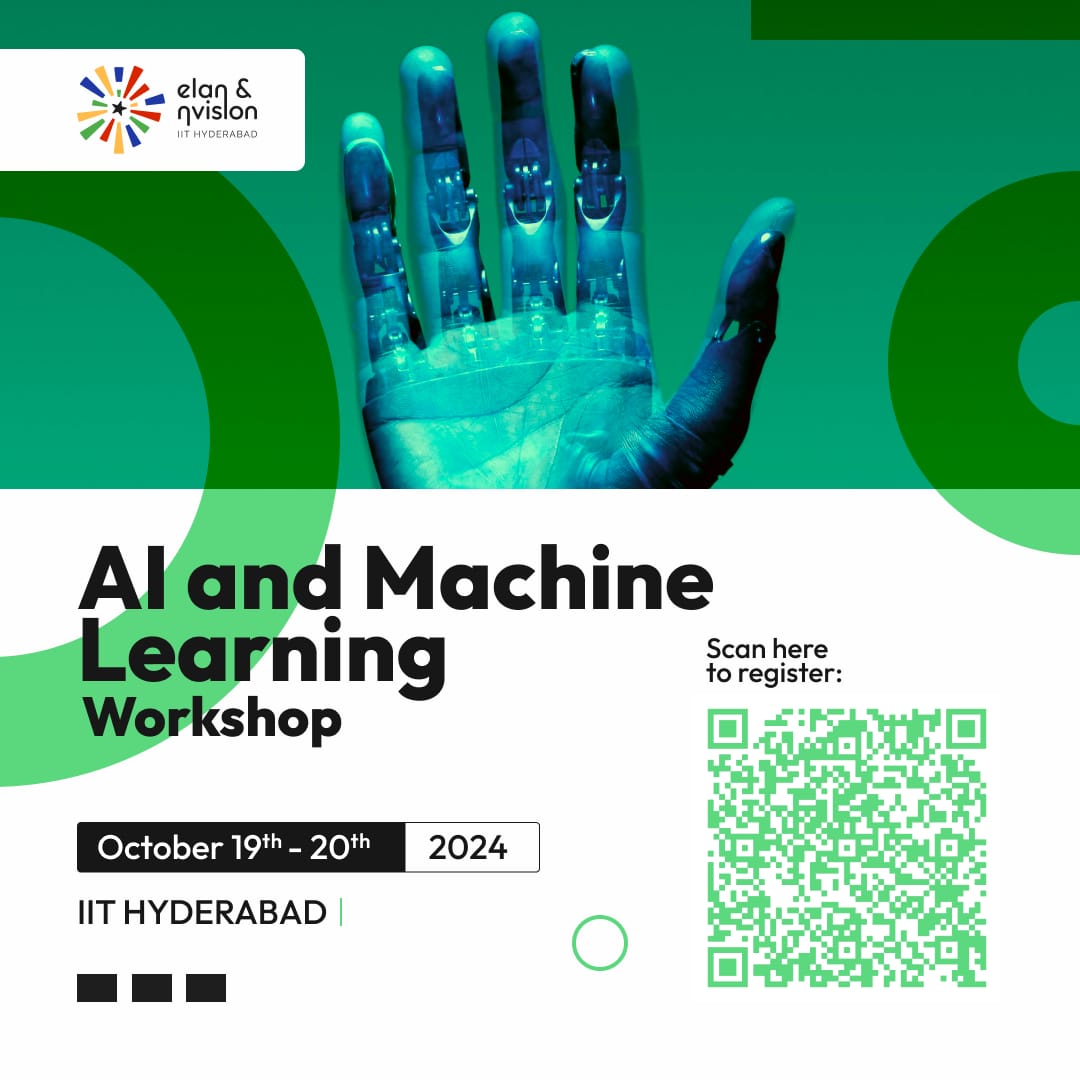 elan &
ηvision
IIT HYDERABAD
AI and Machine
Learning
Workshop
Scan here
to register:
October 19th - 20th 2024
IIT HYDERABAD